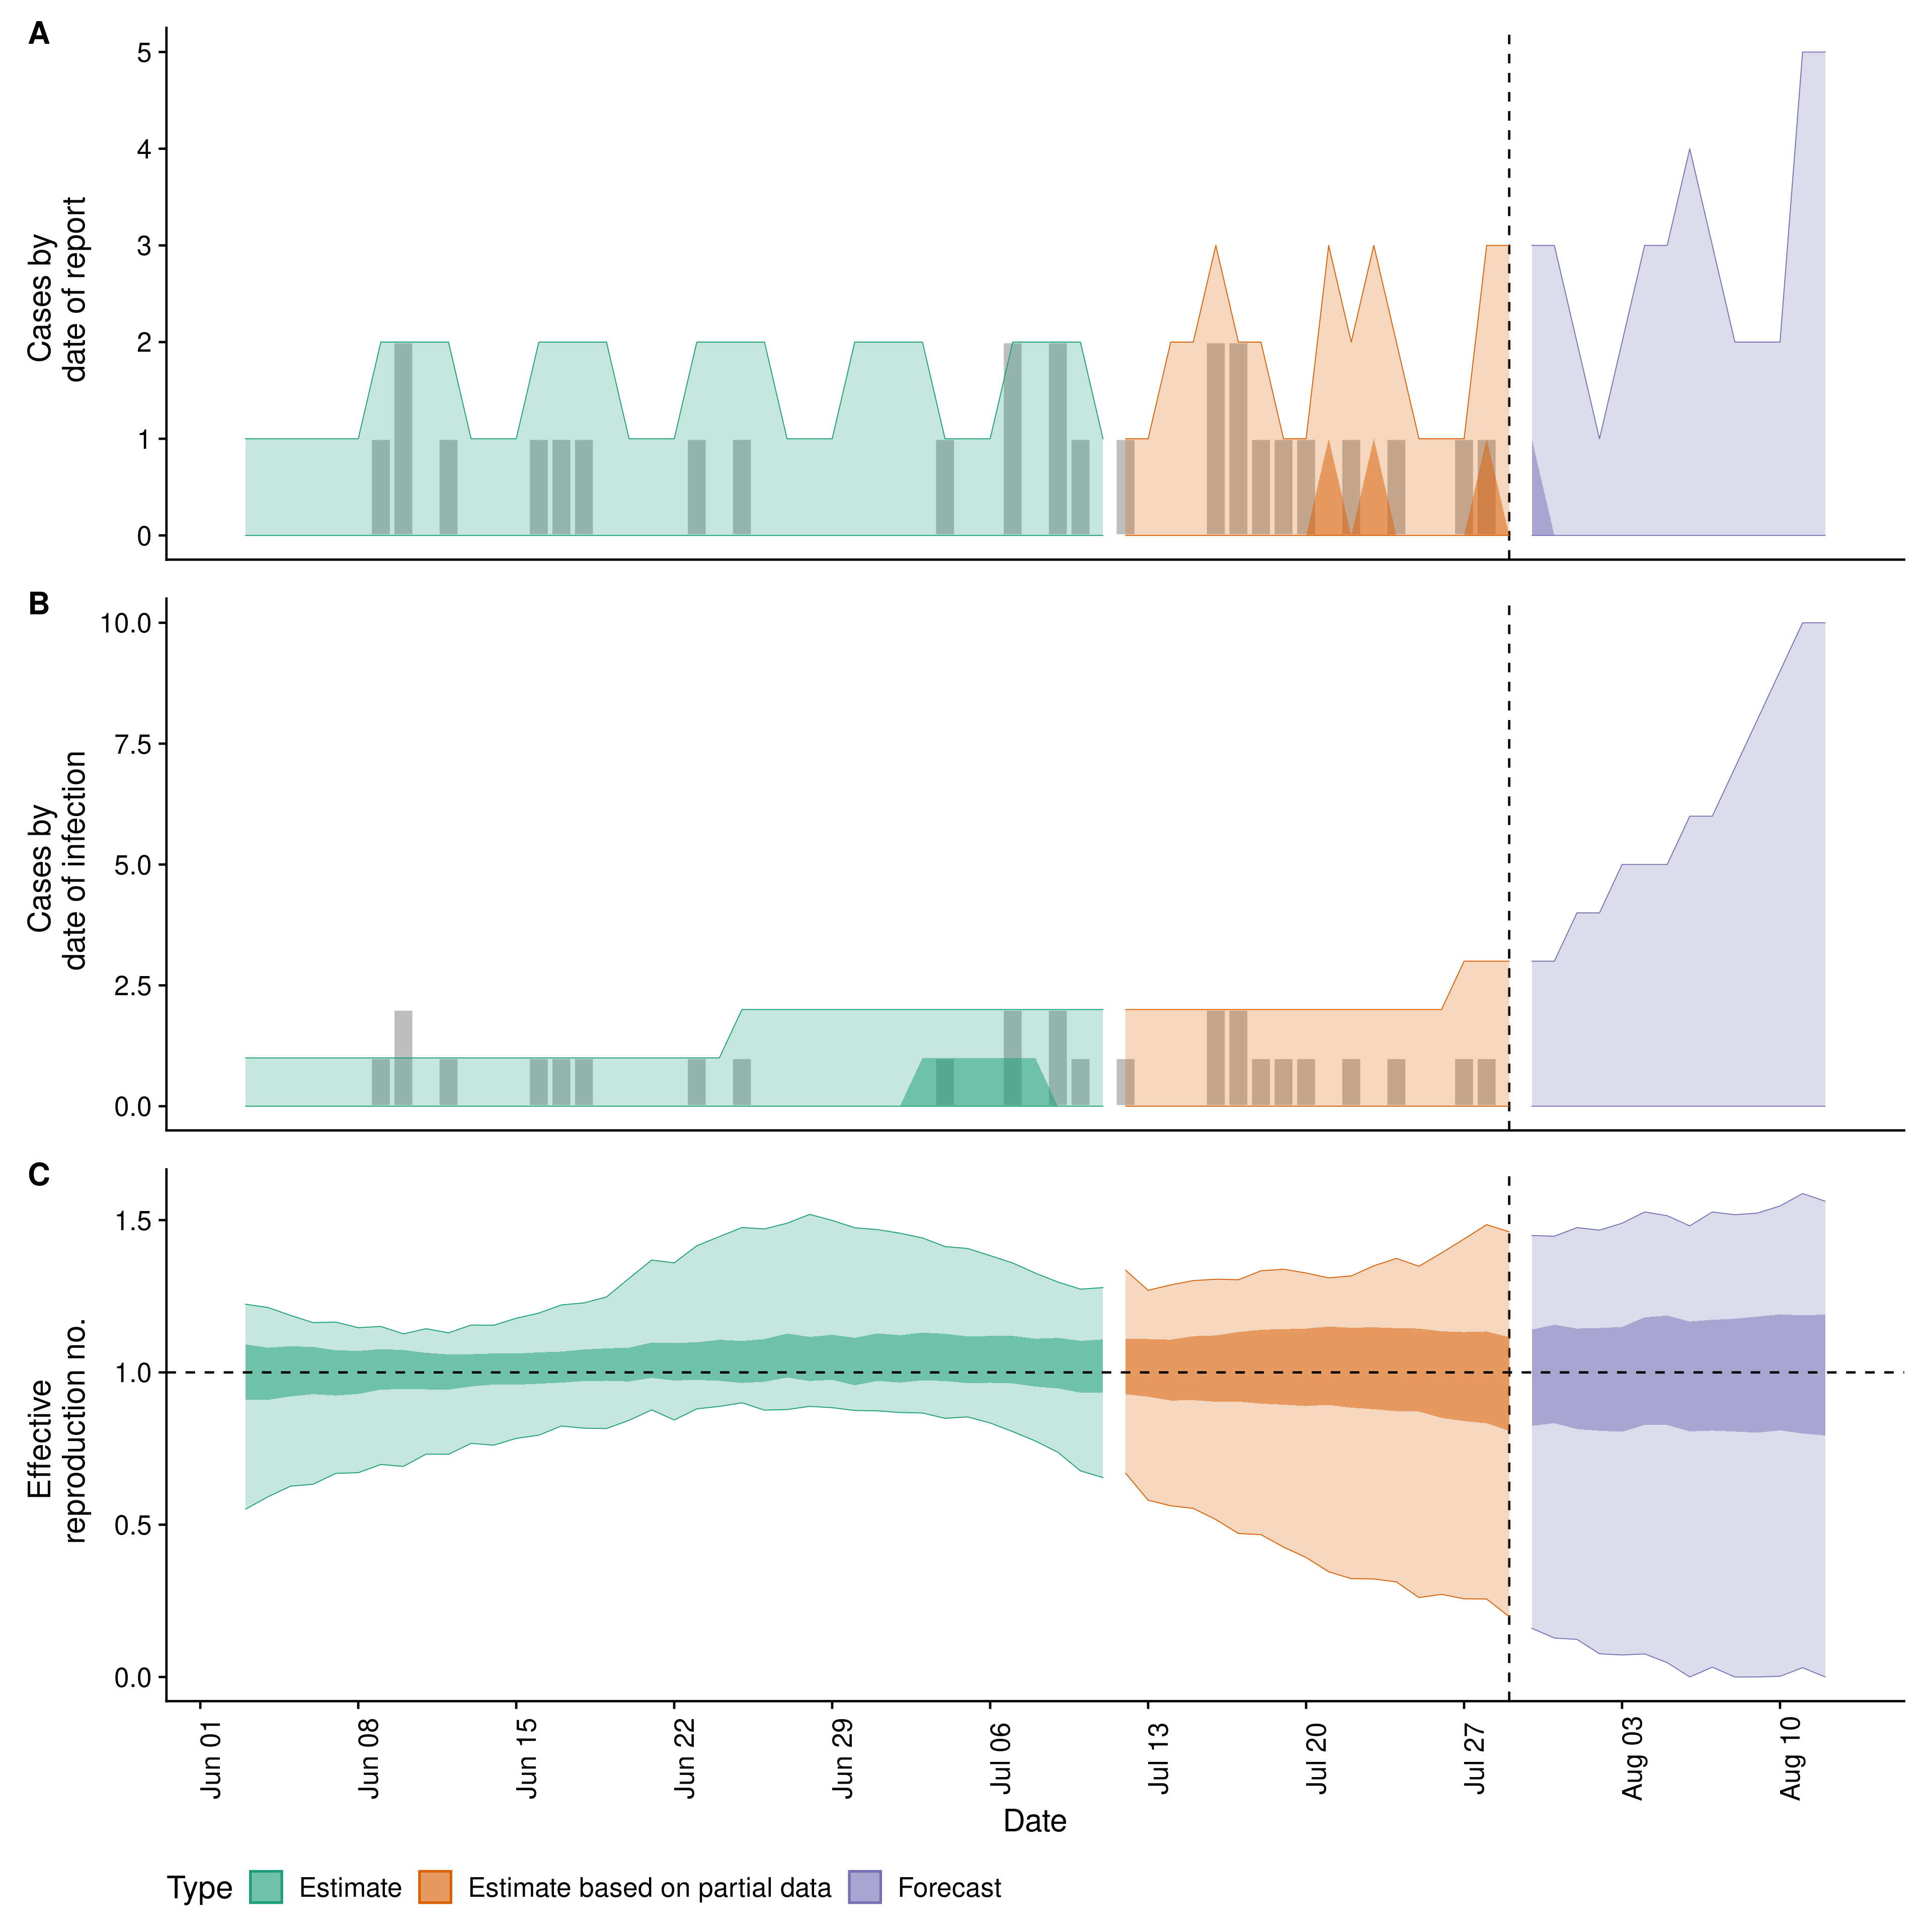 A
5
4
3
2
1
0
Cases by
date of report
B
10.0
7.5
5.0
2.5
0.0
Cases by
date of infection
C
1.5
1.0
0.5
0.0
Effective
reproduction no.
Jun 01
Jun 08
Jun 15
Jun 22
Jun 29
Jul 06
Jul 13
Jul 20
Jul 27
Aug 03
Aug 10
Date
Type
Estimate
Estimate based on partial data
Forecast